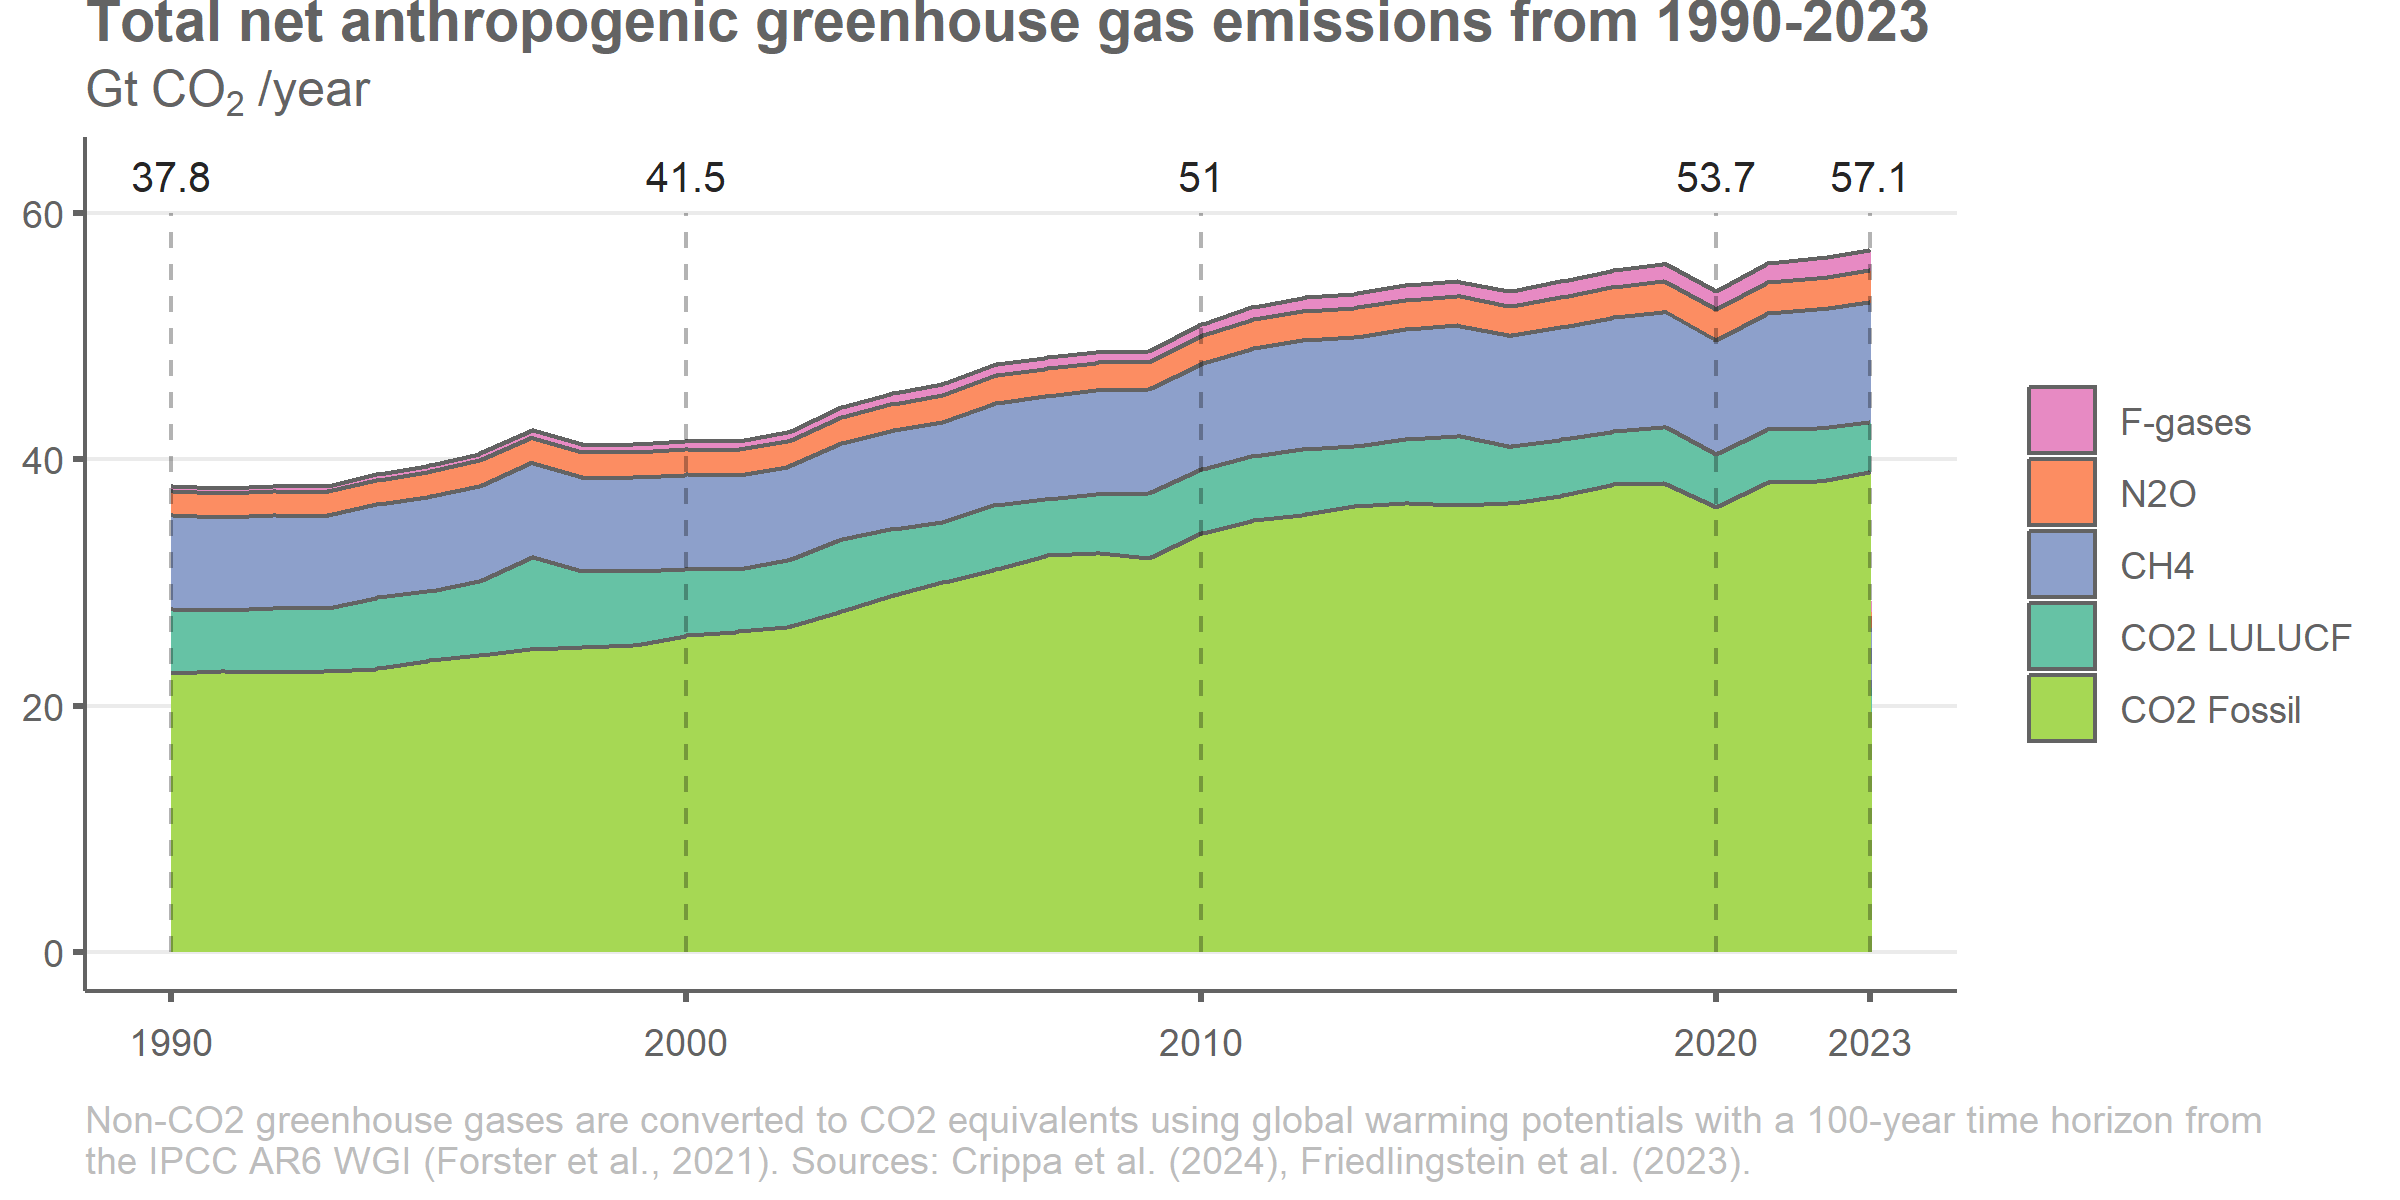 Total net anthropogenic greenhouse gas emissions from 1990-2023
Gt CO₂ /year
37.8 41.5 51 53.7 57.1
60
40
20
0
1990 2000 2010 2020 2023
F-gases
N2O
CH4
CO2 LULUCF
CO2 Fossil
Non-CO2 greenhouse gases are converted to CO2 equivalents using global warming potentials with a 100-year time horizon from
the IPCC AR6 WGI (Forster et al., 2021). Sources: Crippa et al. (2024), Friedlingstein et al. (2023).